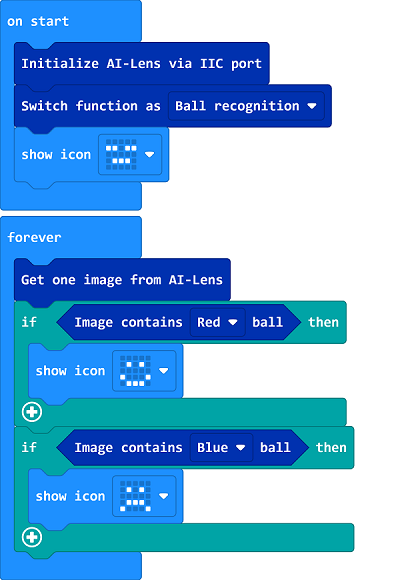 on start
Initialize AI-Lens via IIC port
Switch function as Ball recognition
show icon
forever
Get one image from AI-Lens
if Image contains Red ball then
show icon
if Image contains Blue ball then
show icon